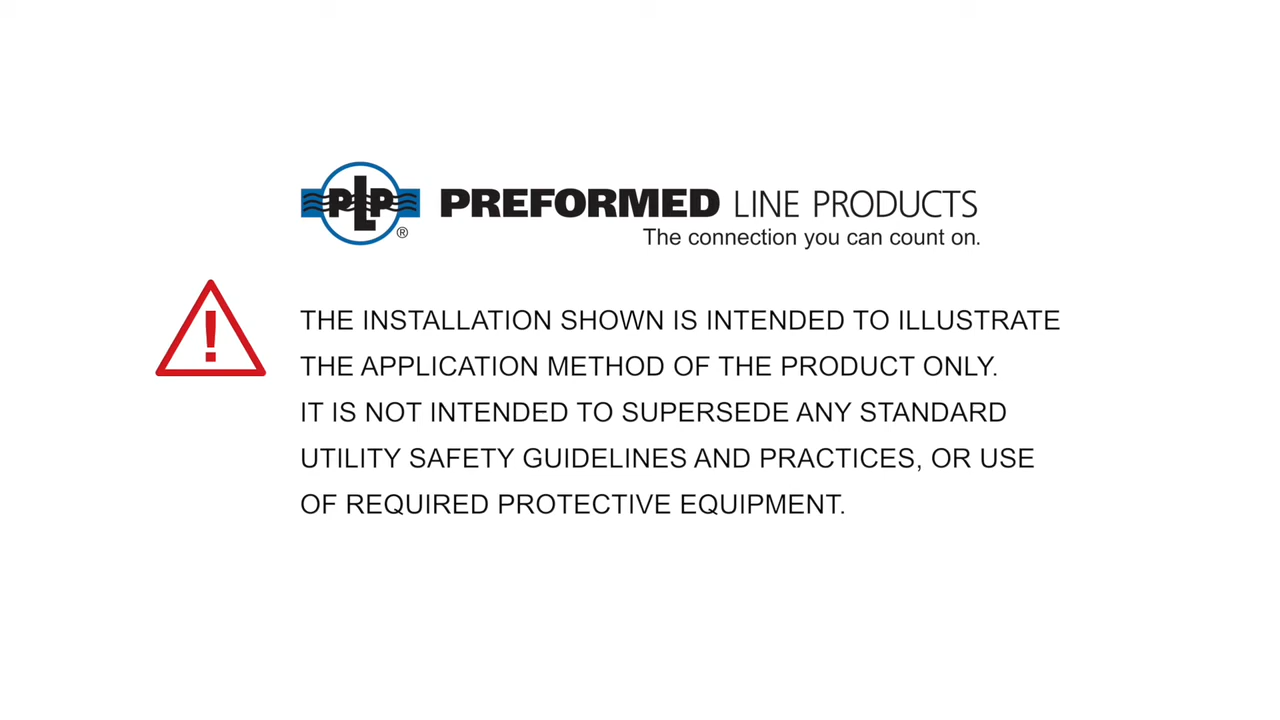 PLP®
PREFORMED LINE PRODUCTS
The connection you can count on.
THE INSTALLATION SHOWN IS INTENDED TO ILLUSTRATE
THE APPLICATION METHOD OF THE PRODUCT ONLY.
IT IS NOT INTENDED TO SUPERSEDE ANY STANDARD
UTILITY SAFETY GUIDELINES AND PRACTICES, OR USE
OF REQUIRED PROTECTIVE EQUIPMENT.